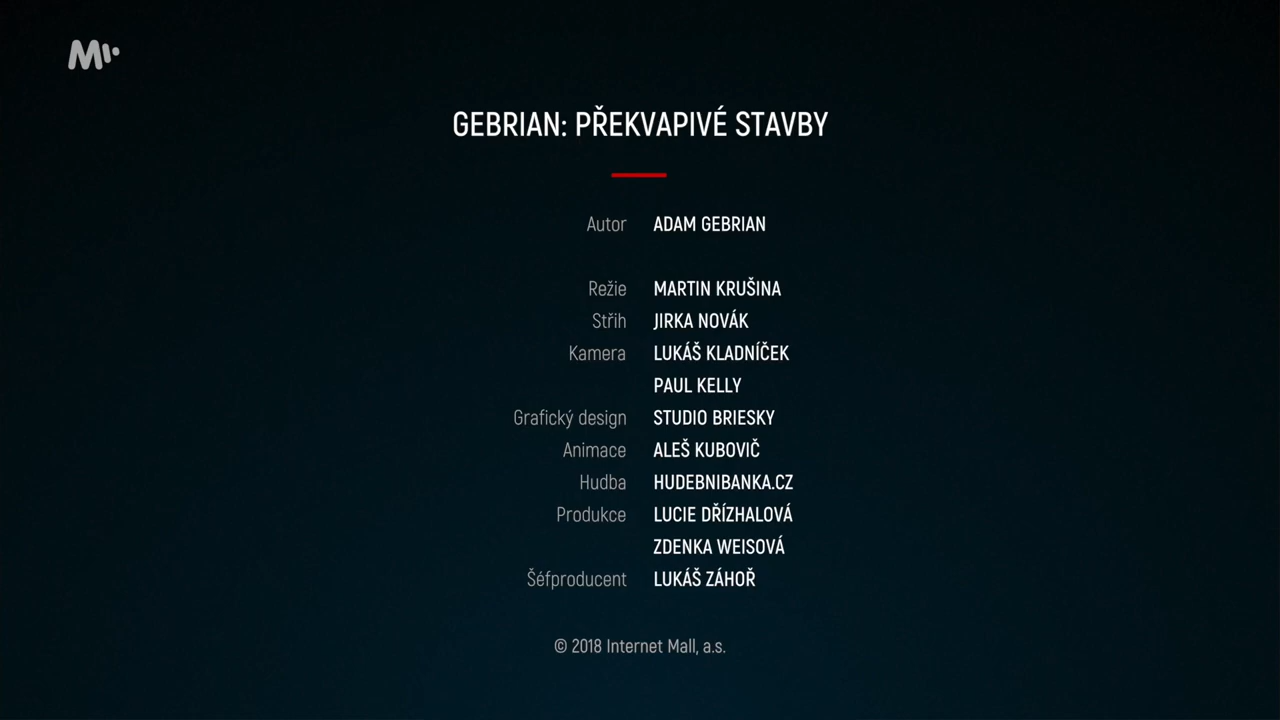 M
GEBRIAN: PŘEKVAPIVÉ STAVBY
Autor ADAM GEBRIAN
Režie MARTIN KRUŠINA
Střih JIRKA NOVÁK
Kamera LUKÁŠ KLADNÍČEK
PAUL KELLY
Grafický design STUDIO BRIESKY
Animace ALEŠ KUBOVIČ
Hudba HUDEBNIBANKA.CZ
Produkce LUCIE DŘÍZHALOVÁ
ZDENKA WEISOVÁ
Šéfproducent LUKÁŠ ZÁHOŘ
© 2018 Internet Mall, a.s.